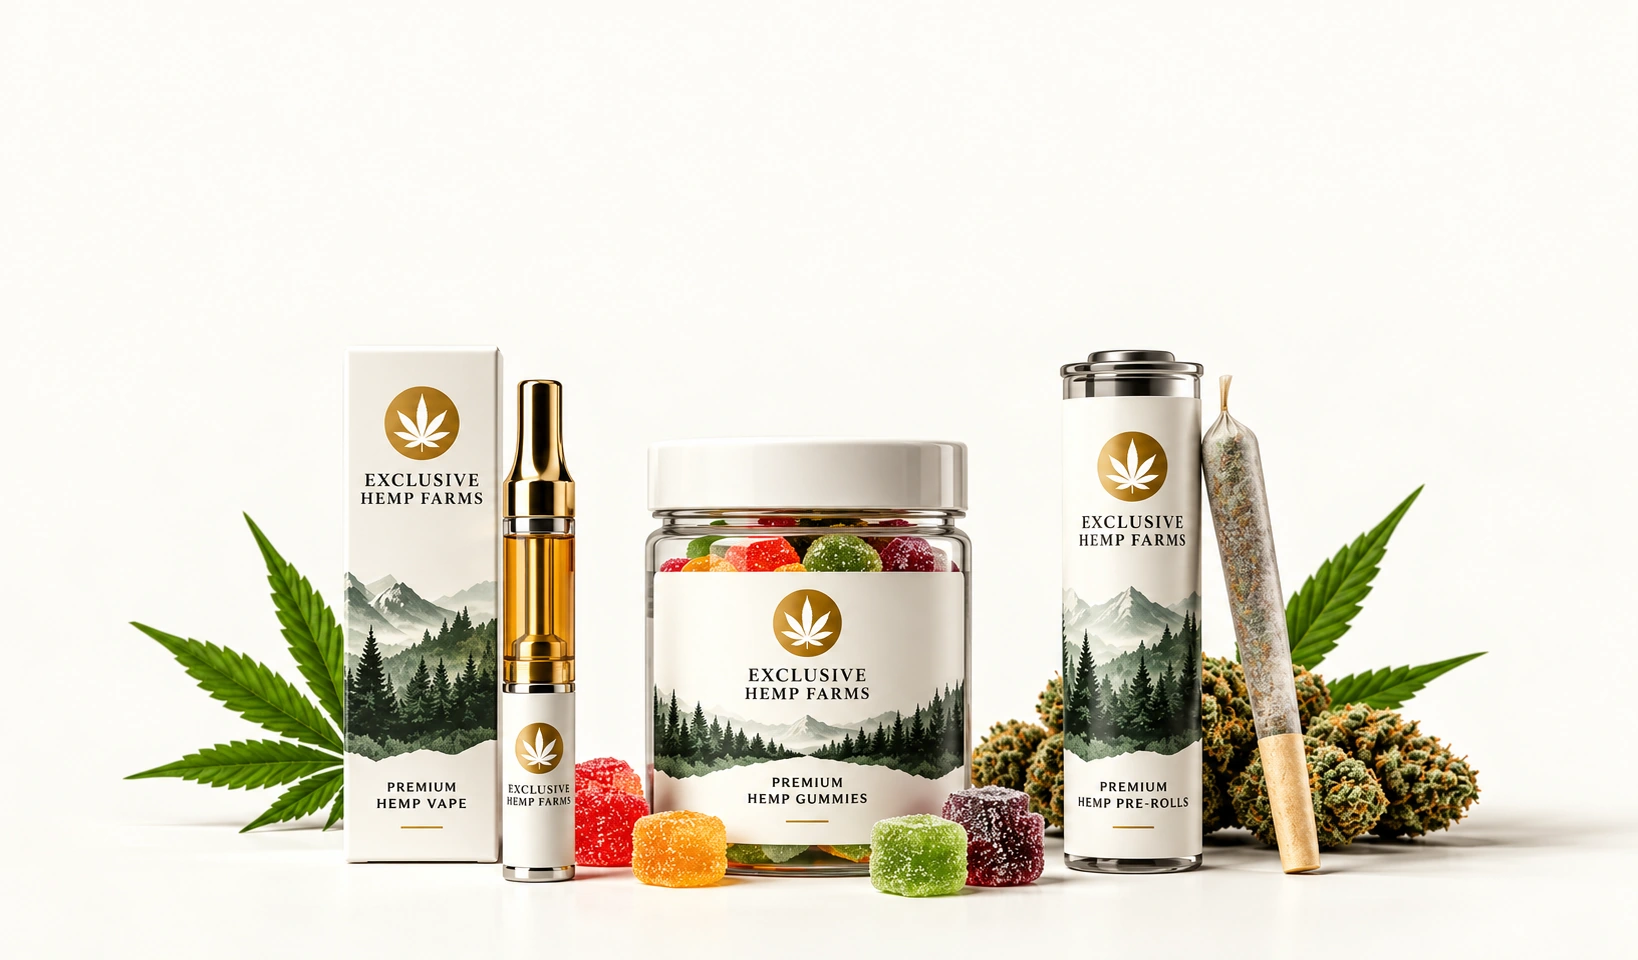 EXCLUSIVE
HEMP FARMS
PREMIUM
HEMP VAPE
EXCLUSIVE
HEMP FARMS
EXCLUSIVE
HEMP FARMS
PREMIUM
HEMP GUMMIES
EXCLUSIVE
HEMP FARMS
PREMIUM
HEMP PRE-ROLLS